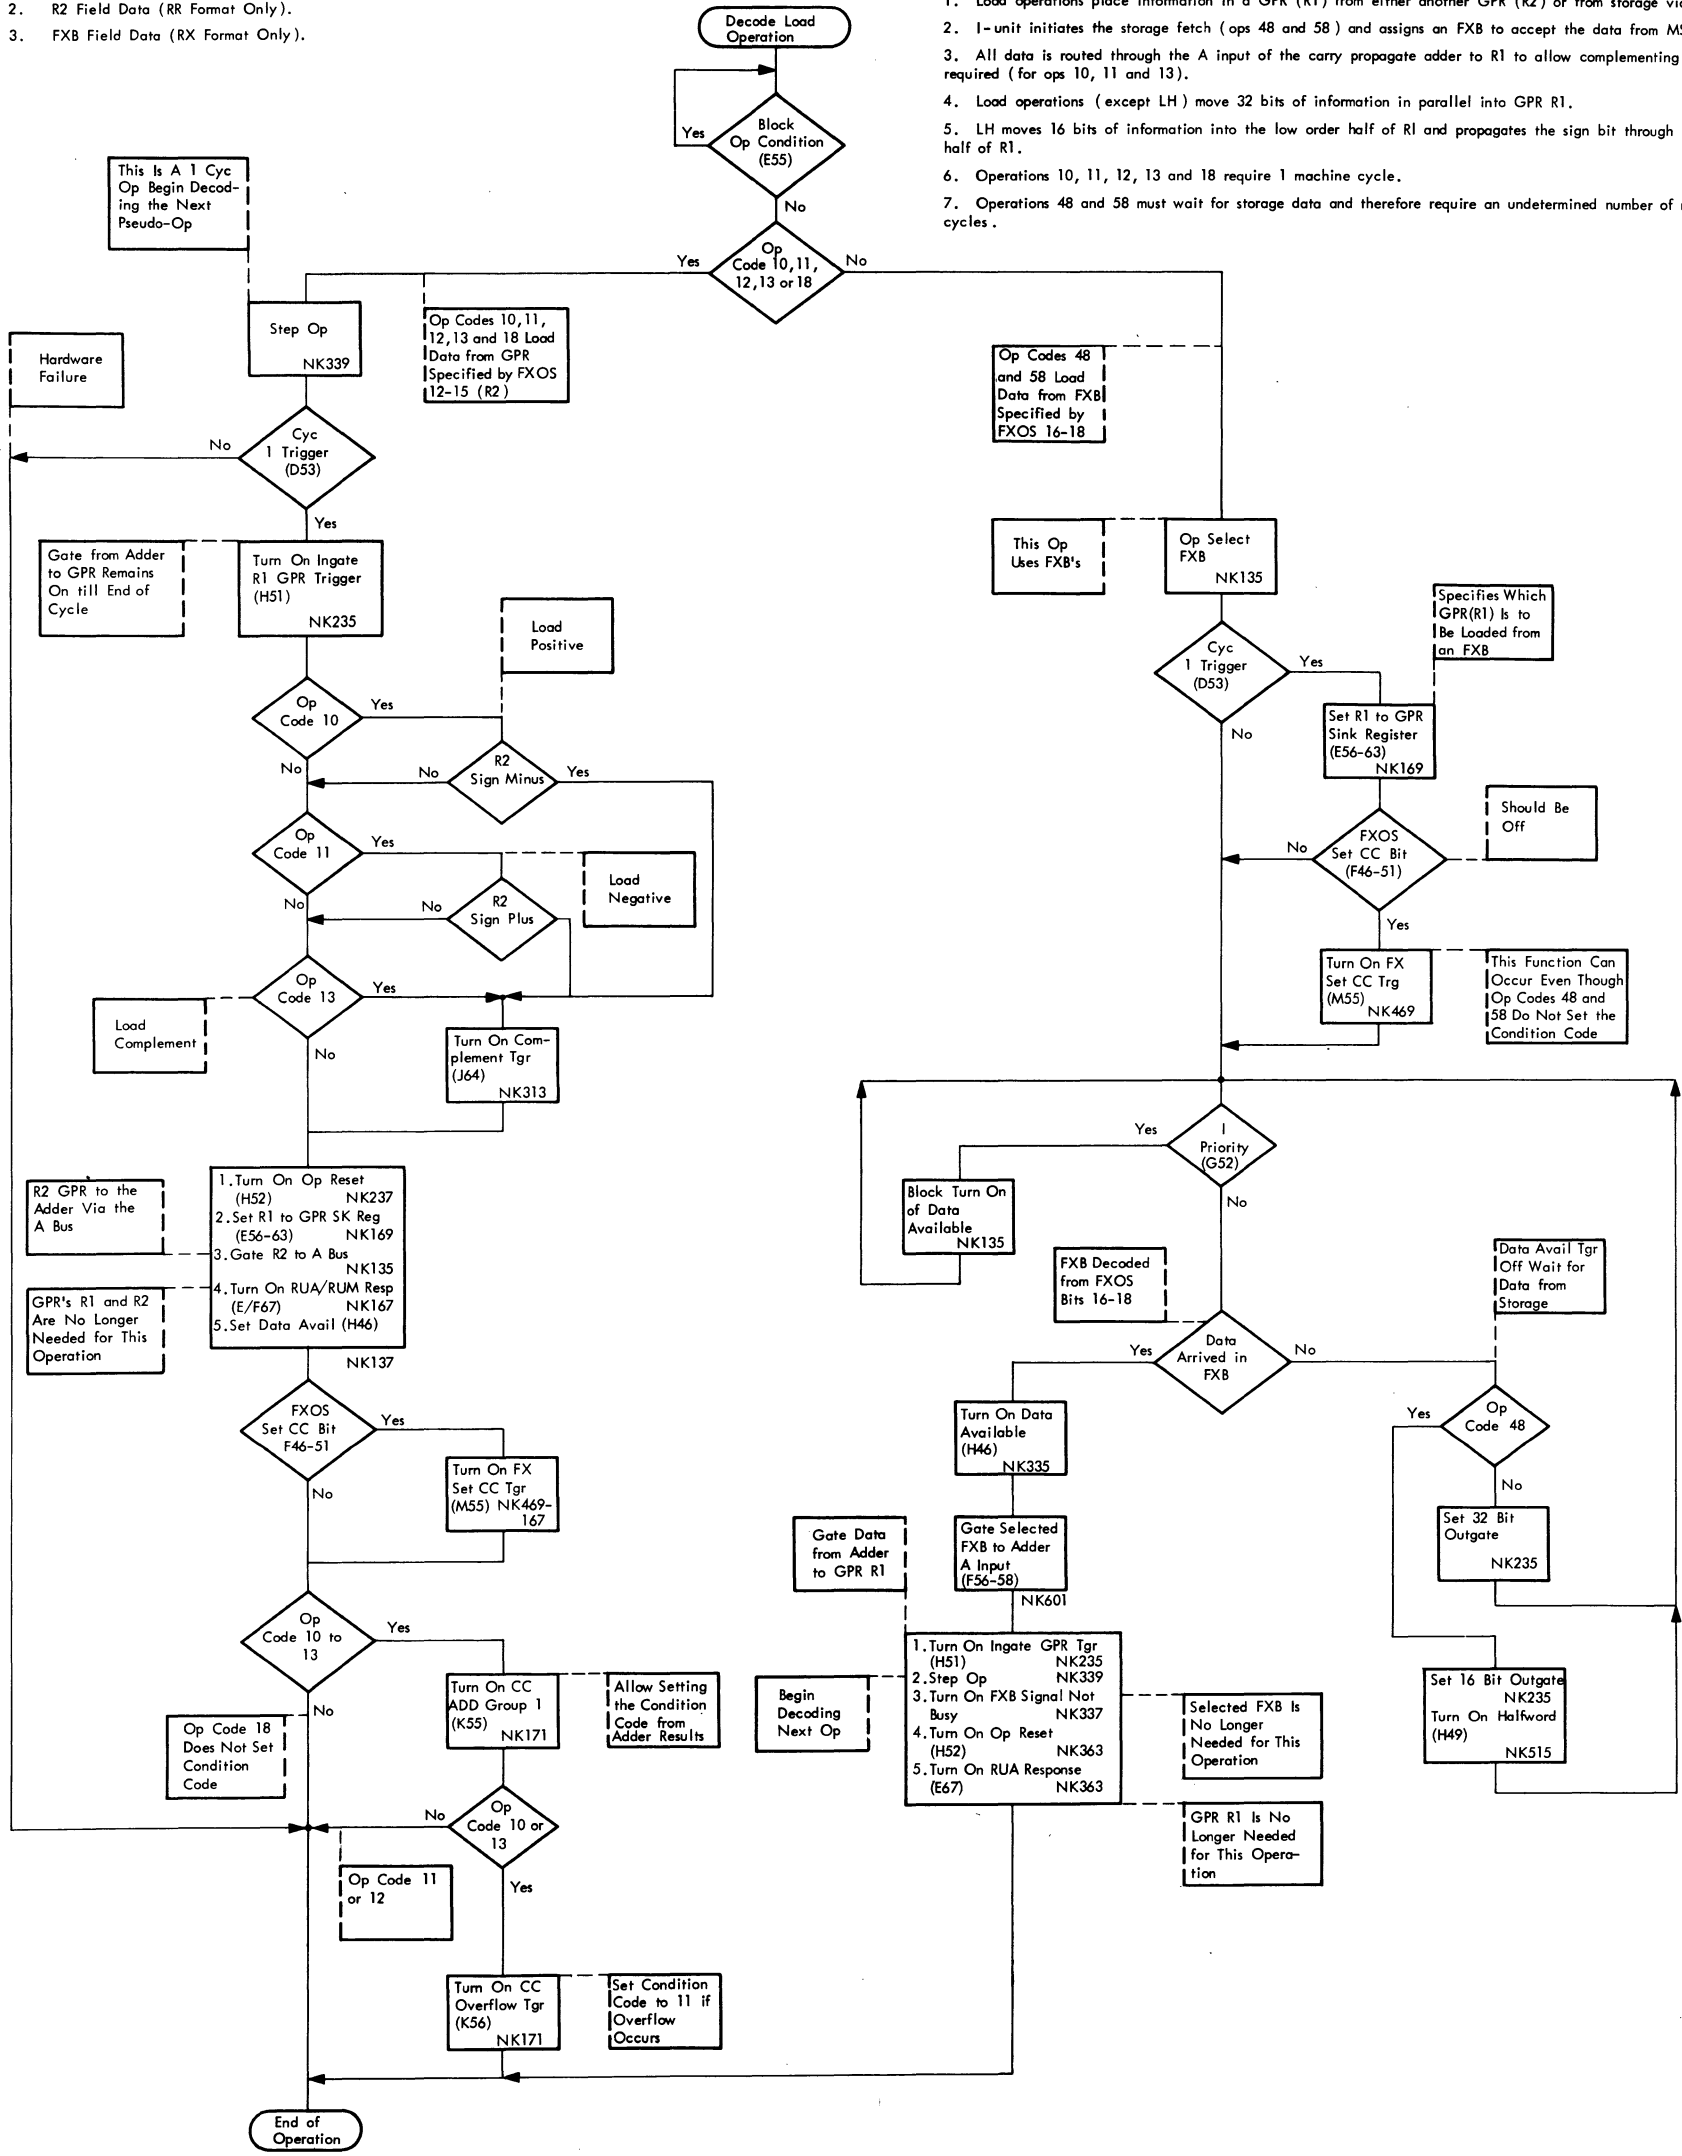 2. R2 Field Data (RR Format Only).
3. FXB Field Data (RX Format Only).
1. Load operations place information in a GPR (R1) from either another GPR (R2) or from storage
2. I-unit initiates the storage fetch (ops 48 and 58) and assigns an FXB to accept the data from
3. All data is routed through the A input of the carry propagate adder to R1 to allow complementing
required (for ops 10, 11 and 13).
4. Load operations (except LH) move 32 bits of information in parallel into GPR R1.
5. LH moves 16 bits of information into the low order half of R1 and propagates the sign bit through
half of R1.
6. Operations 10, 11, 12, 13 and 18 require 1 machine cycle.
7. Operations 48 and 58 must wait for storage data and therefore require an undetermined number of
cycles.
Decode Load
Operation
Block
Op Condition
(E55)
Yes
No
Op
Code 10,11,
12,13 or 18
Yes
No
This Is A 1 Cyc
Op Begin Decod-
ing the Next
Pseudo-Op
Step Op
NK339
Op Codes 10,11,
12,13 and 18 Load
Data from GPR
Specified by FXOS
12-15 (R2)
Hardware
Failure
Cyc
1 Trigger
(D53)
No
Yes
Gate from Adder
to GPR Remains
On till End of
Cycle
Turn On Ingate
R1 GPR Trigger
(H51)
NK235
Load
Positive
Op
Code 10
Yes
No
R2
Sign Minus
No
Yes
Op
Code 11
Yes
No
Load
Negative
R2
Sign Plus
No
Op
Code 13
Yes
No
Load
Complement
Turn On Com-
plement Tgr
(J64)
NK313
R2 GPR to the
Adder Via the
A Bus
GPR's R1 and R2
Are No Longer
Needed for This
Operation
1. Turn On Op Reset
(H52) NK237
2. Set R1 to GPR SK Reg
(E56-63) NK169
3. Gate R2 to A Bus
NK135
4. Turn On RUA/RUM Resp
(E/F67) NK167
5. Set Data Avail (H46)
NK137
FXOS
Set CC Bit
F46-51
Yes
No
Turn On FX
Set CC Tgr
(M55) NK469-
167
Op
Code 10 to
13
Yes
No
Op Code 18
Does Not Set
Condition
Code
Turn On CC
ADD Group 1
(K55)
NK171
Allow Setting
the Condition
Code from
Adder Results
Op
Code 10 or
13
No
Yes
Op Code 11
or 12
Turn On CC
Overflow Tgr
(K56)
NK171
Set Condition
Code to 11 if
Overflow
Occurs
End of
Operation
Op Codes 48
and 58 Load
Data from FXB
Specified by
FXOS 16-18
This Op
Uses FXB's
Op Select
FXB
NK135
Cyc
1 Trigger
(D53)
Yes
No
Specifies Which
GPR(R1) Is to
Be Loaded from
an FXB
Set R1 to GPR
Sink Register
(E56-63)
NK169
FXOS
Set CC Bit
(F46-51)
No
Yes
Should Be
Off
Turn On FX
Set CC Trg
(M55)
NK469
This Function Can
Occur Even Though
Op Codes 48 and
58 Do Not Set the
Condition Code
I
Priority
(G52)
Yes
No
Block Turn On
of Data
Available
NK135
FXB Decoded
from FXOS
Bits 16-18
Data
Arrived in
FXB
Yes
No
Data Avail Tgr
Off Wait for
Data from
Storage
Op
Code 48
Yes
No
Set 32 Bit
Outgate
NK235
Set 16 Bit Outgate
NK235
Turn On Halfword
(H49)
NK515
Turn On Data
Available
(H46)
NK335
Gate Selected
FXB to Adder
A Input
(F56-58)
NK601
Gate Data
from Adder
to GPR R1
1. Turn On Ingate GPR Tgr
(H51) NK235
2. Step Op NK339
3. Turn On FXB Signal Not
Busy NK337
4. Turn On Op Reset
(H52) NK363
5. Turn On RUA Response
(E67) NK363
Begin
Decoding
Next Op
Selected FXB Is
No Longer
Needed for This
Operation
GPR R1 Is No
Longer Needed
for This Opera-
tion